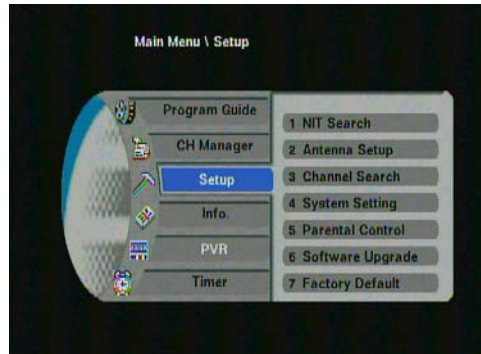 Main Menu \ Setup
Program Guide
CH Manager
Setup
Info.
PVR
Timer
1 NIT Search
2 Antenna Setup
3 Channel Search
4 System Setting
5 Parental Control
6 Software Upgrade
7 Factory Default